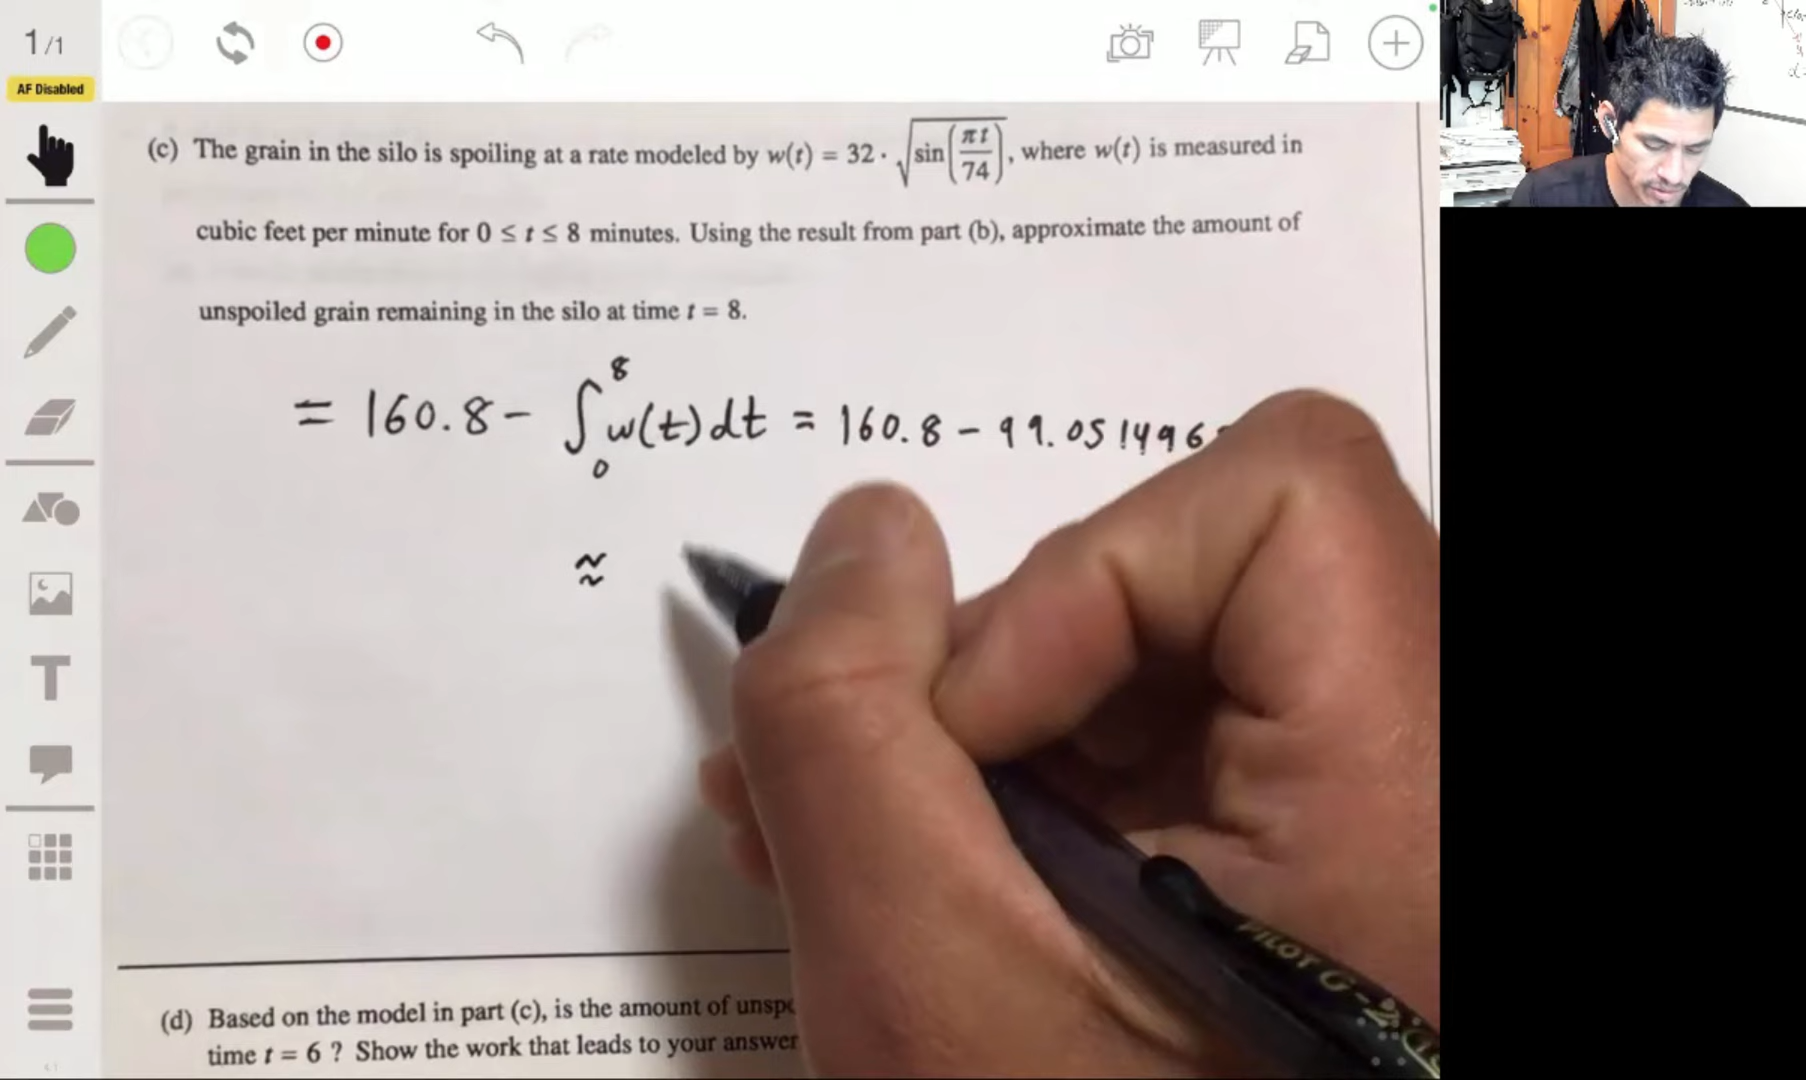 1/1
AF Disabled
(c) The grain in the silo is spoiling at a rate modeled by w(t) = 32 · √sin(πt/74), where w(t) is measured in
cubic feet per minute for 0 ≤ t ≤ 8 minutes. Using the result from part (b), approximate the amount of
unspoiled grain remaining in the silo at time t = 8.
= 160.8 - ∫₀⁸ w(t) dt = 160.8 - 99.051496
≈
(d) Based on the model in part (c), is the amount of
time t = 6 ? Show the work that leads to your answer
T
PILOT G-2